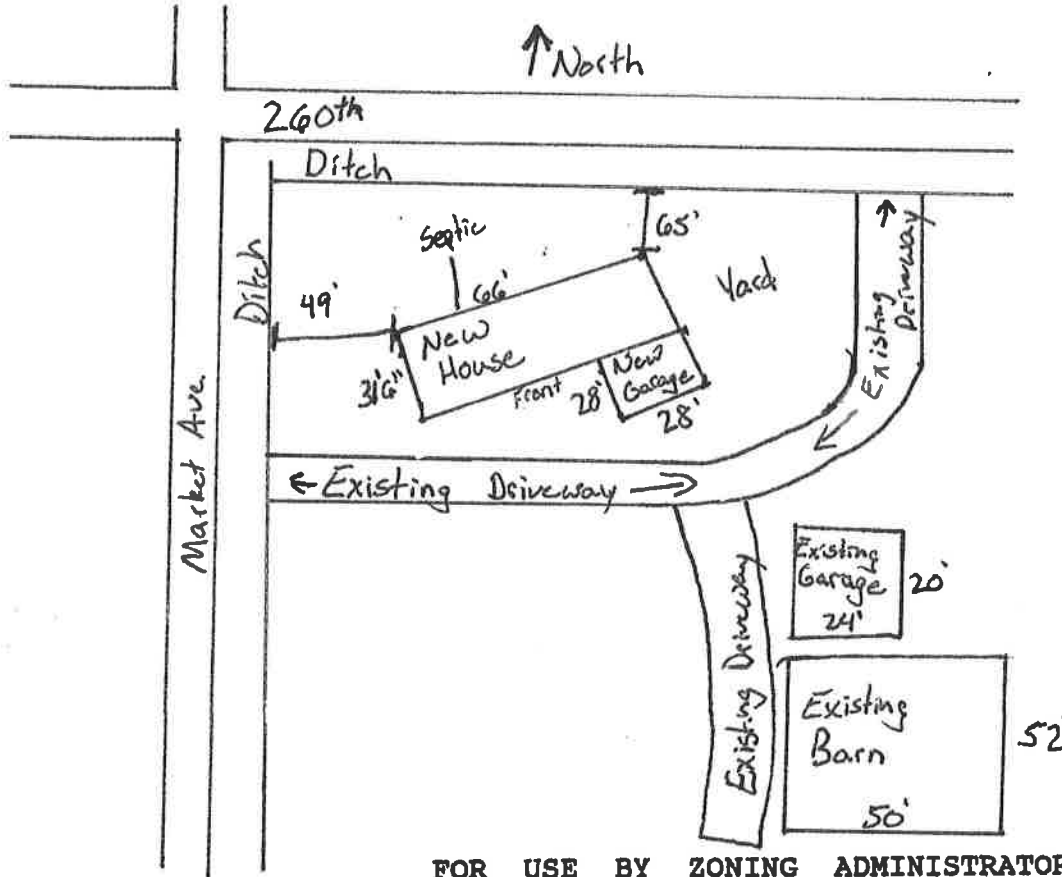 North
260th
Ditch
Septic
65'
66'
Yard
Existing
Driveway
Ditch
49'
New
House
31'6"
Front
New
Garage
28'
28'
Market Ave.
Existing Driveway
Existing
Garage
24'
20'
Existing Driveway
Existing
Barn
50'
52
FOR USE BY ZONING ADMINISTRATOR